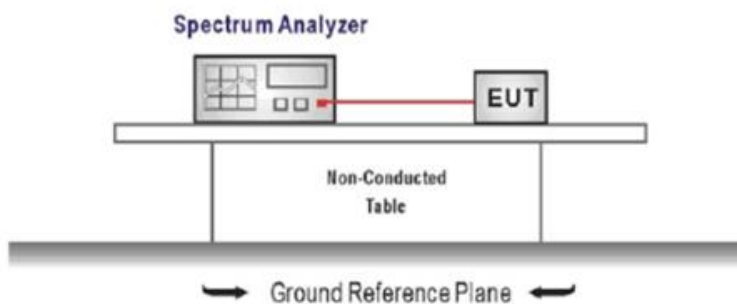 Spectrum Analyzer
EUT
Non-Conducted
Table
Ground Reference Plane